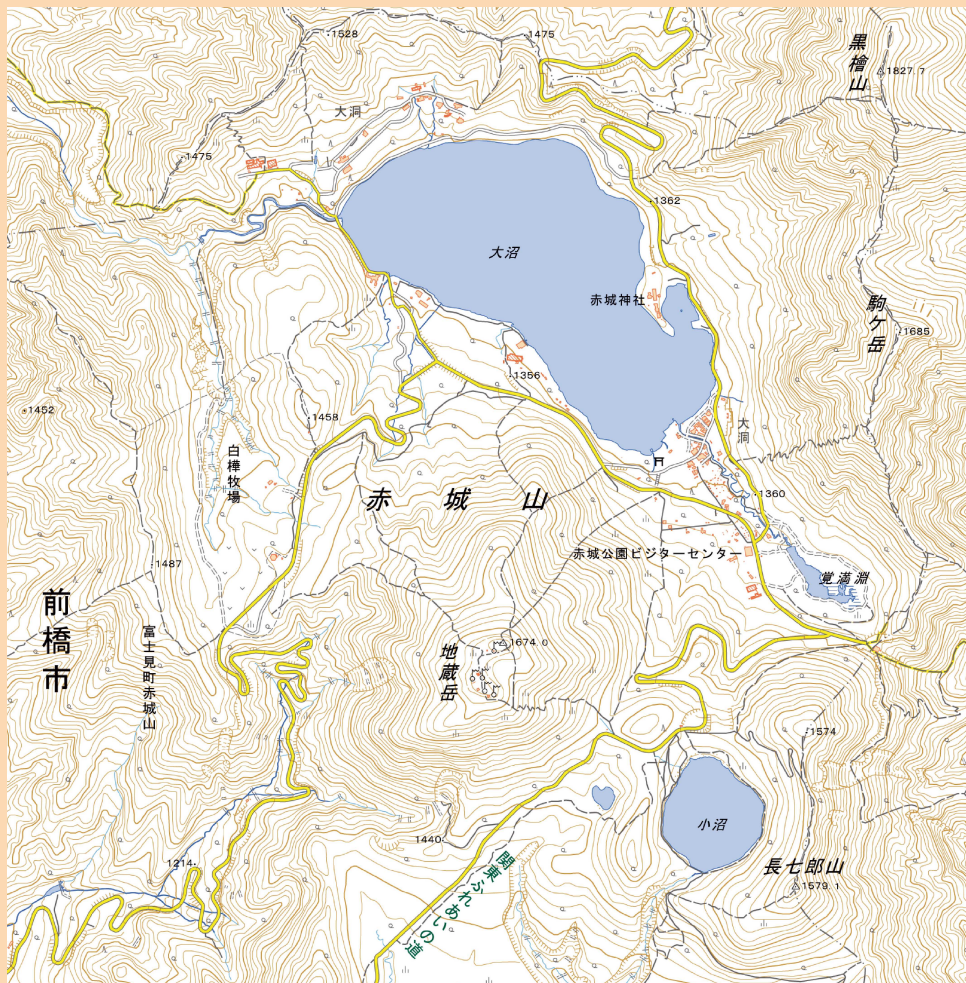 1528
1475
黒檜山
1827.7
大洞
1475
1362
大沼
赤城神社
駒ケ岳
1685
1356
1452
1458
大洞
白樺牧場
赤城山
1360
赤城公園ビジターセンター
覚満淵
1487
前橋市
富士見町赤城山
地蔵岳
1674.0
1574
小沼
1440
1214
長七郎山
1579.1
関東ふれあいの道